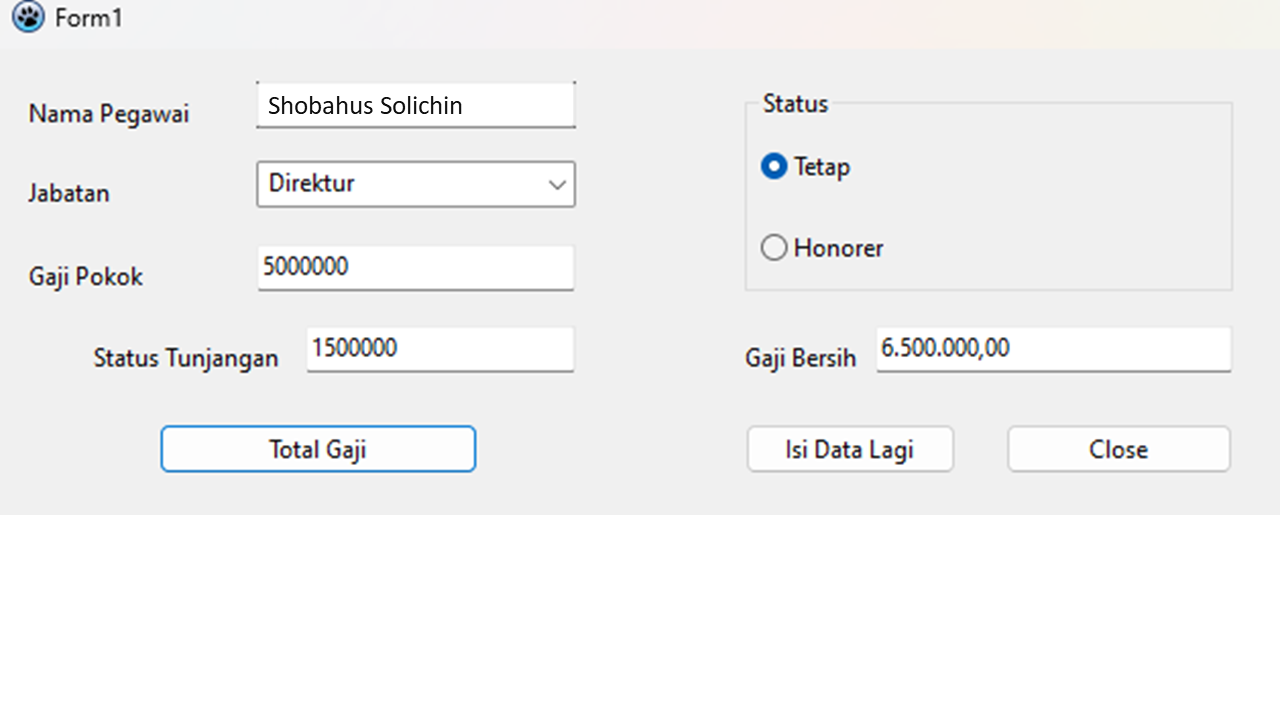 Form1
Nama Pegawai Shobahus Solichin
Jabatan Direktur
Gaji Pokok 5000000
Status Tunjangan 1500000
Total Gaji
Status
Tetap
Honorer
Gaji Bersih 6.500.000,00
Isi Data Lagi Close